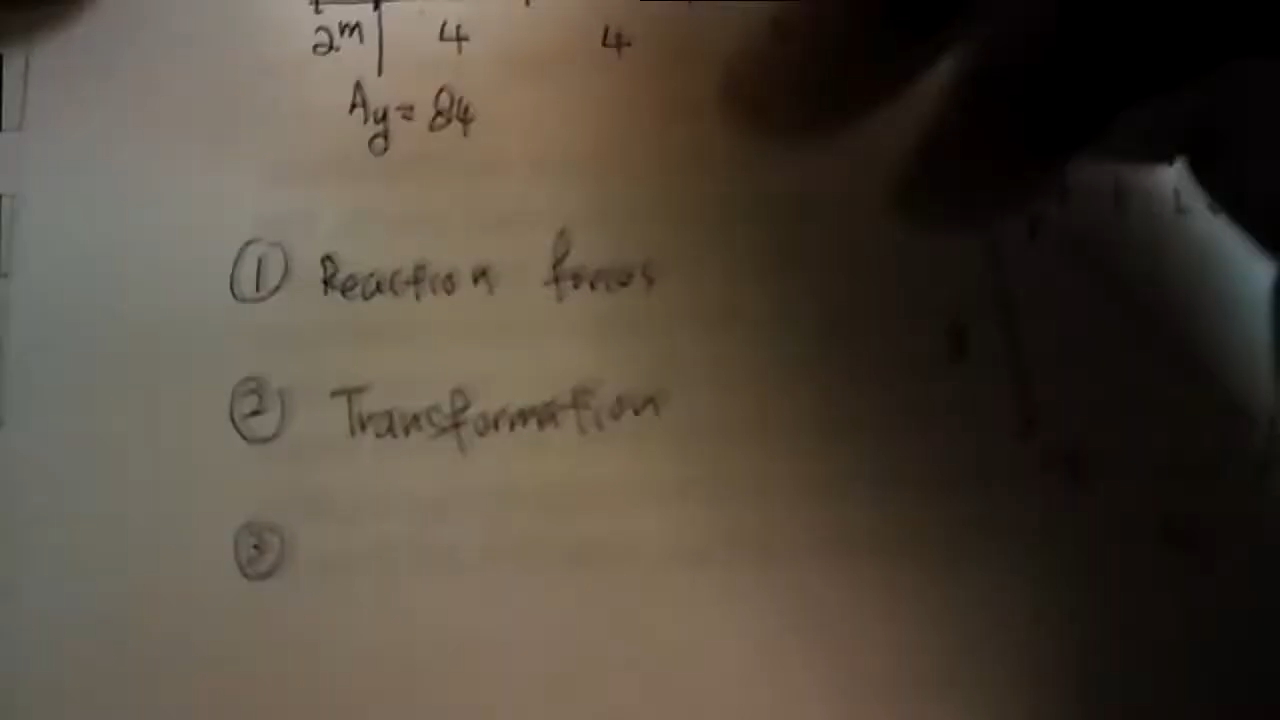 2m 4 4
Ay = 84
① Reaction forces
② Transformation
③